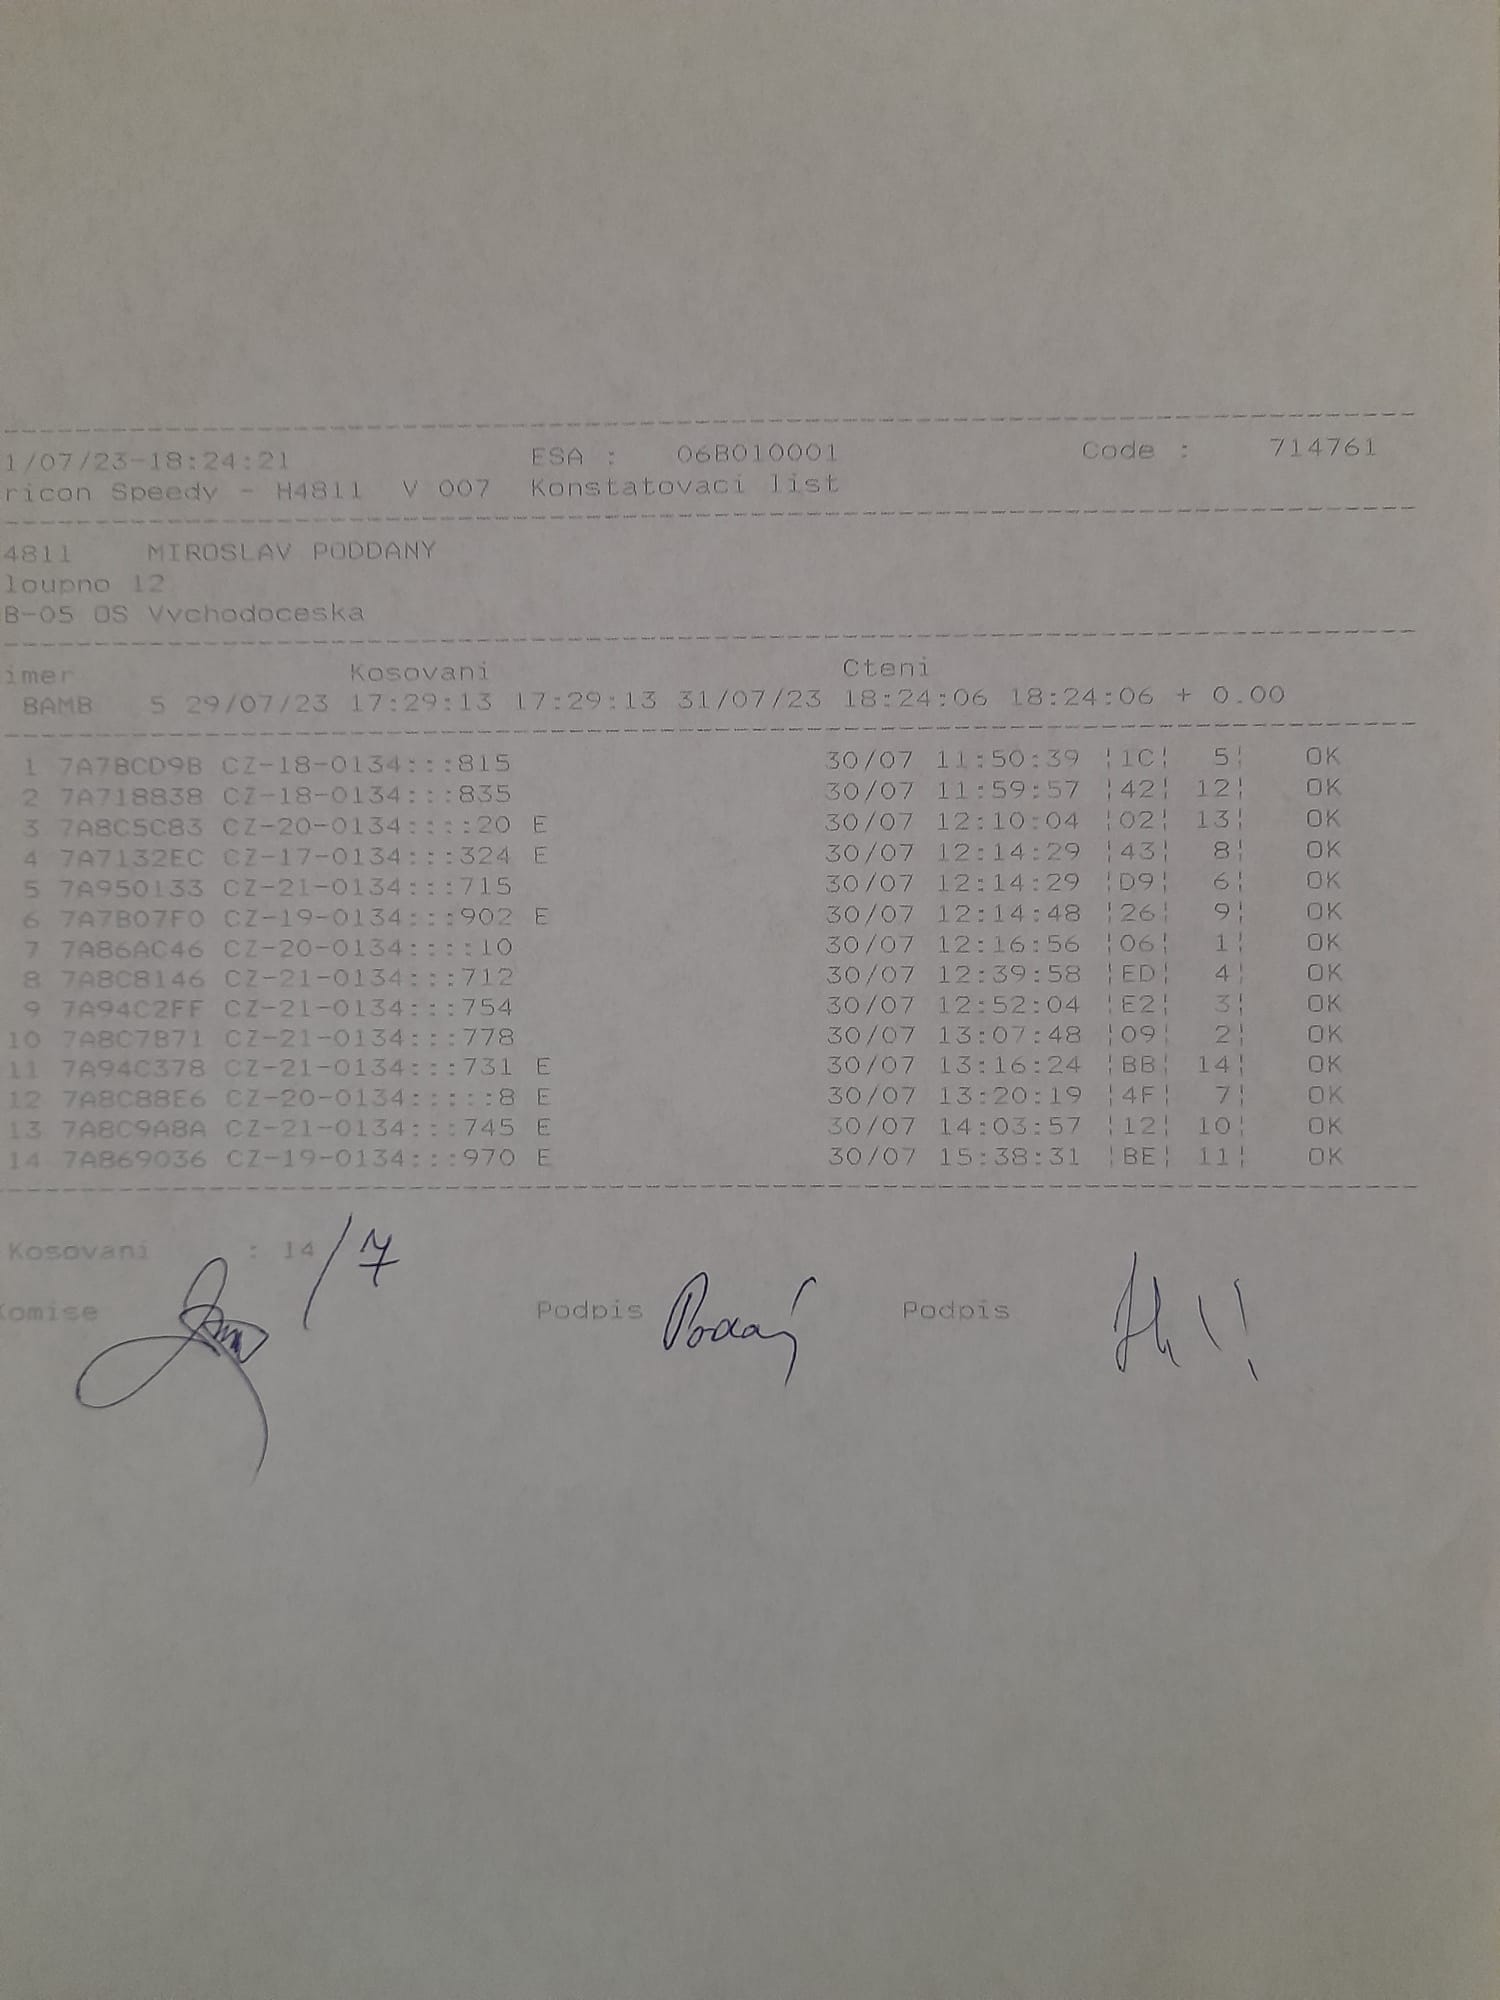 1/07/23-18:24:21 ESA : 06B010001 Code : 714761
ricon Speedy - H4811 V 007 Konstatovaci list
4811 MIROSLAV PODDANY
loupno 12
B-05 OS Vychodoceska
imer Kosovani Cteni
BAMB 5 29/07/23 17:29:13 17:29:13 31/07/23 18:24:06 18:24:06 + 0.00
1 7A78CD9B CZ-18-0134:::815 30/07 11:50:39 ¦1C¦ 5¦ OK
2 7A718838 CZ-18-0134:::835 30/07 11:59:57 ¦42¦ 12¦ OK
3 7A8C5C83 CZ-20-0134::::20 E 30/07 12:10:04 ¦02¦ 13¦ OK
4 7A7132EC CZ-17-0134:::324 E 30/07 12:14:29 ¦43¦ 8¦ OK
5 7A950133 CZ-21-0134:::715 30/07 12:14:29 ¦D9¦ 6¦ OK
6 7A7B07F0 CZ-19-0134:::902 E 30/07 12:14:48 ¦26¦ 9¦ OK
7 7A86AC46 CZ-20-0134::::10 30/07 12:16:56 ¦06¦ 1¦ OK
8 7A8C8146 CZ-21-0134:::712 30/07 12:39:58 ¦ED¦ 4¦ OK
9 7A94C2FF CZ-21-0134:::754 30/07 12:52:04 ¦E2¦ 3¦ OK
10 7A8C7B71 CZ-21-0134:::778 30/07 13:07:48 ¦09¦ 2¦ OK
11 7A94C378 CZ-21-0134:::731 E 30/07 13:16:24 ¦BB¦ 14¦ OK
12 7A8C88E6 CZ-20-0134:::::8 E 30/07 13:20:19 ¦4F¦ 7¦ OK
13 7A8C9A8A CZ-21-0134:::745 E 30/07 14:03:57 ¦12¦ 10¦ OK
14 7A869036 CZ-19-0134:::970 E 30/07 15:38:31 ¦BE¦ 11¦ OK
Kosovani : 14 / 7
Komise Podpis Podpis